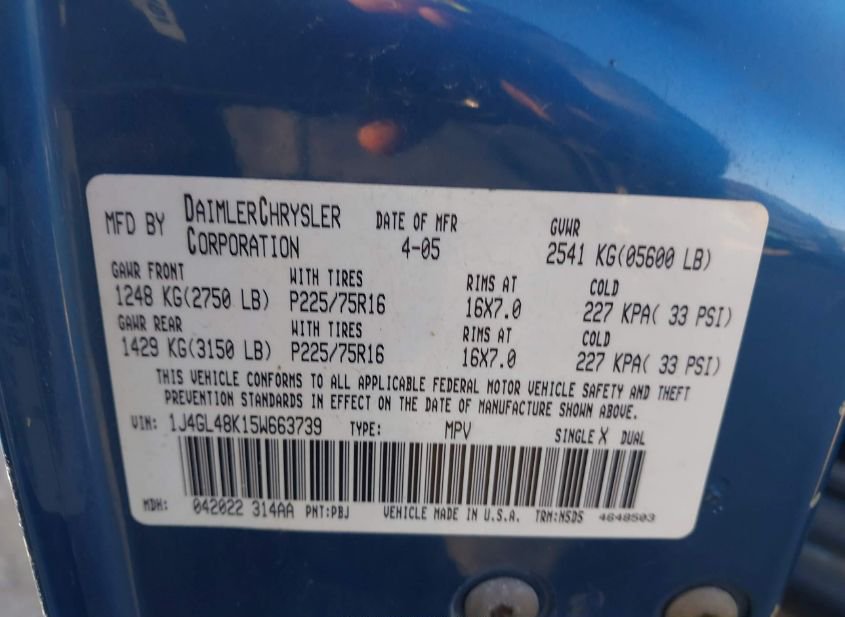 MFD BY DAIMLERCHRYSLER CORPORATION DATE OF MFR 4-05 GVWR 2541 KG(05600 LB)
GAWR FRONT WITH TIRES RIMS AT COLD
1248 KG(2750 LB) P225/75R16 16X7.0 227 KPA( 33 PSI)
GAWR REAR WITH TIRES RIMS AT COLD
1429 KG(3150 LB) P225/75R16 16X7.0 227 KPA( 33 PSI)
THIS VEHICLE CONFORMS TO ALL APPLICABLE FEDERAL MOTOR VEHICLE SAFETY AND THEFT
PREVENTION STANDARDS IN EFFECT ON THE DATE OF MANUFACTURE SHOWN ABOVE.
VIN: 1J4GL48K15W663739 TYPE: MPV SINGLE X DUAL
MDH: 042022 314AA PNT:PBJ VEHICLE MADE IN U.S.A. TRM:N5D5 4648503